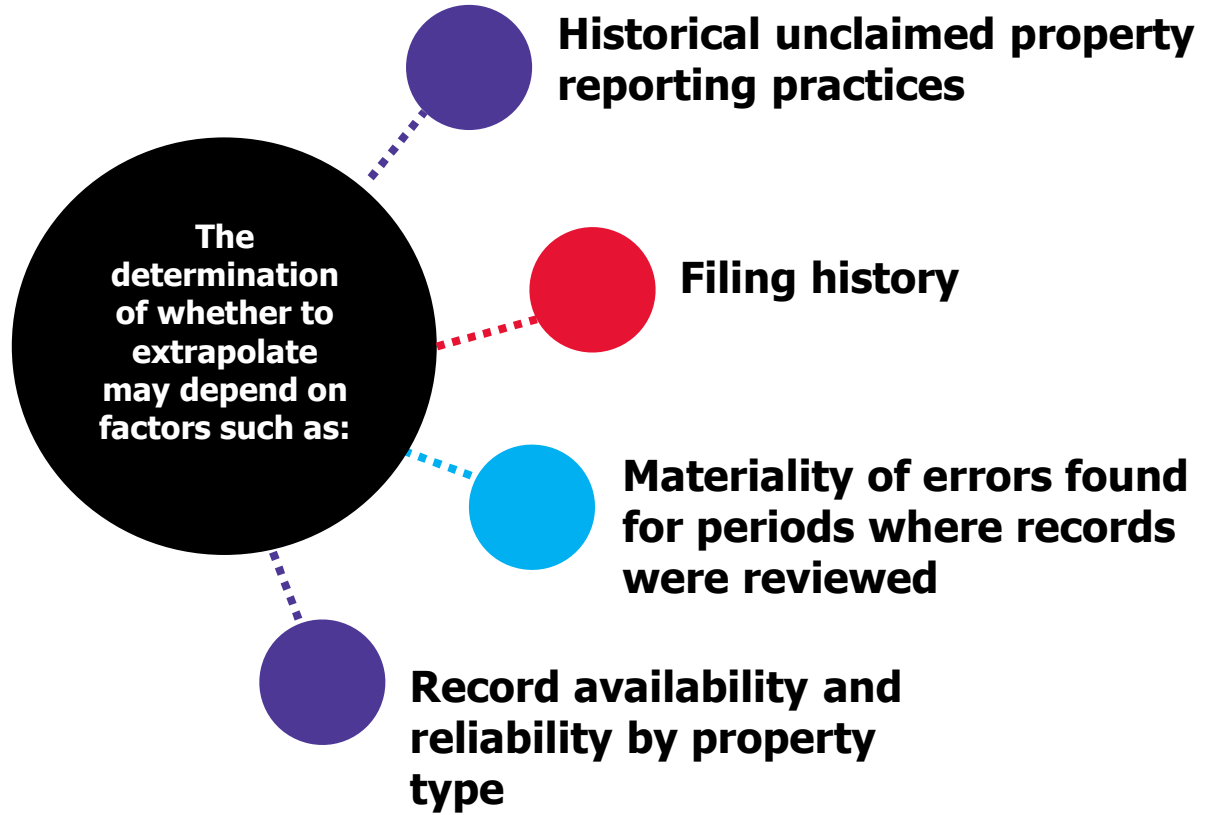 Historical unclaimed property
reporting practices
The
determination
of whether to
extrapolate
may depend on
factors such as:
Filing history
Materiality of errors found
for periods where records
were reviewed
Record availability and
reliability by property
type